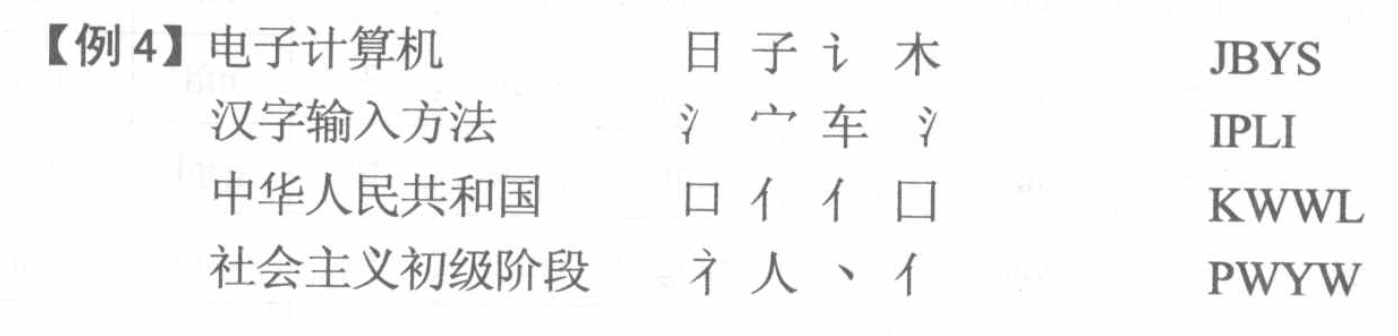 【例4】电子计算机 日 子 讠 木 JBYS
汉字输入方法 氵 宀 车 氵 IPLI
中华人民共和国 口 亻 亻 囗 KWWL
社会主义初级阶段 礻 人 丶 亻 PWYW